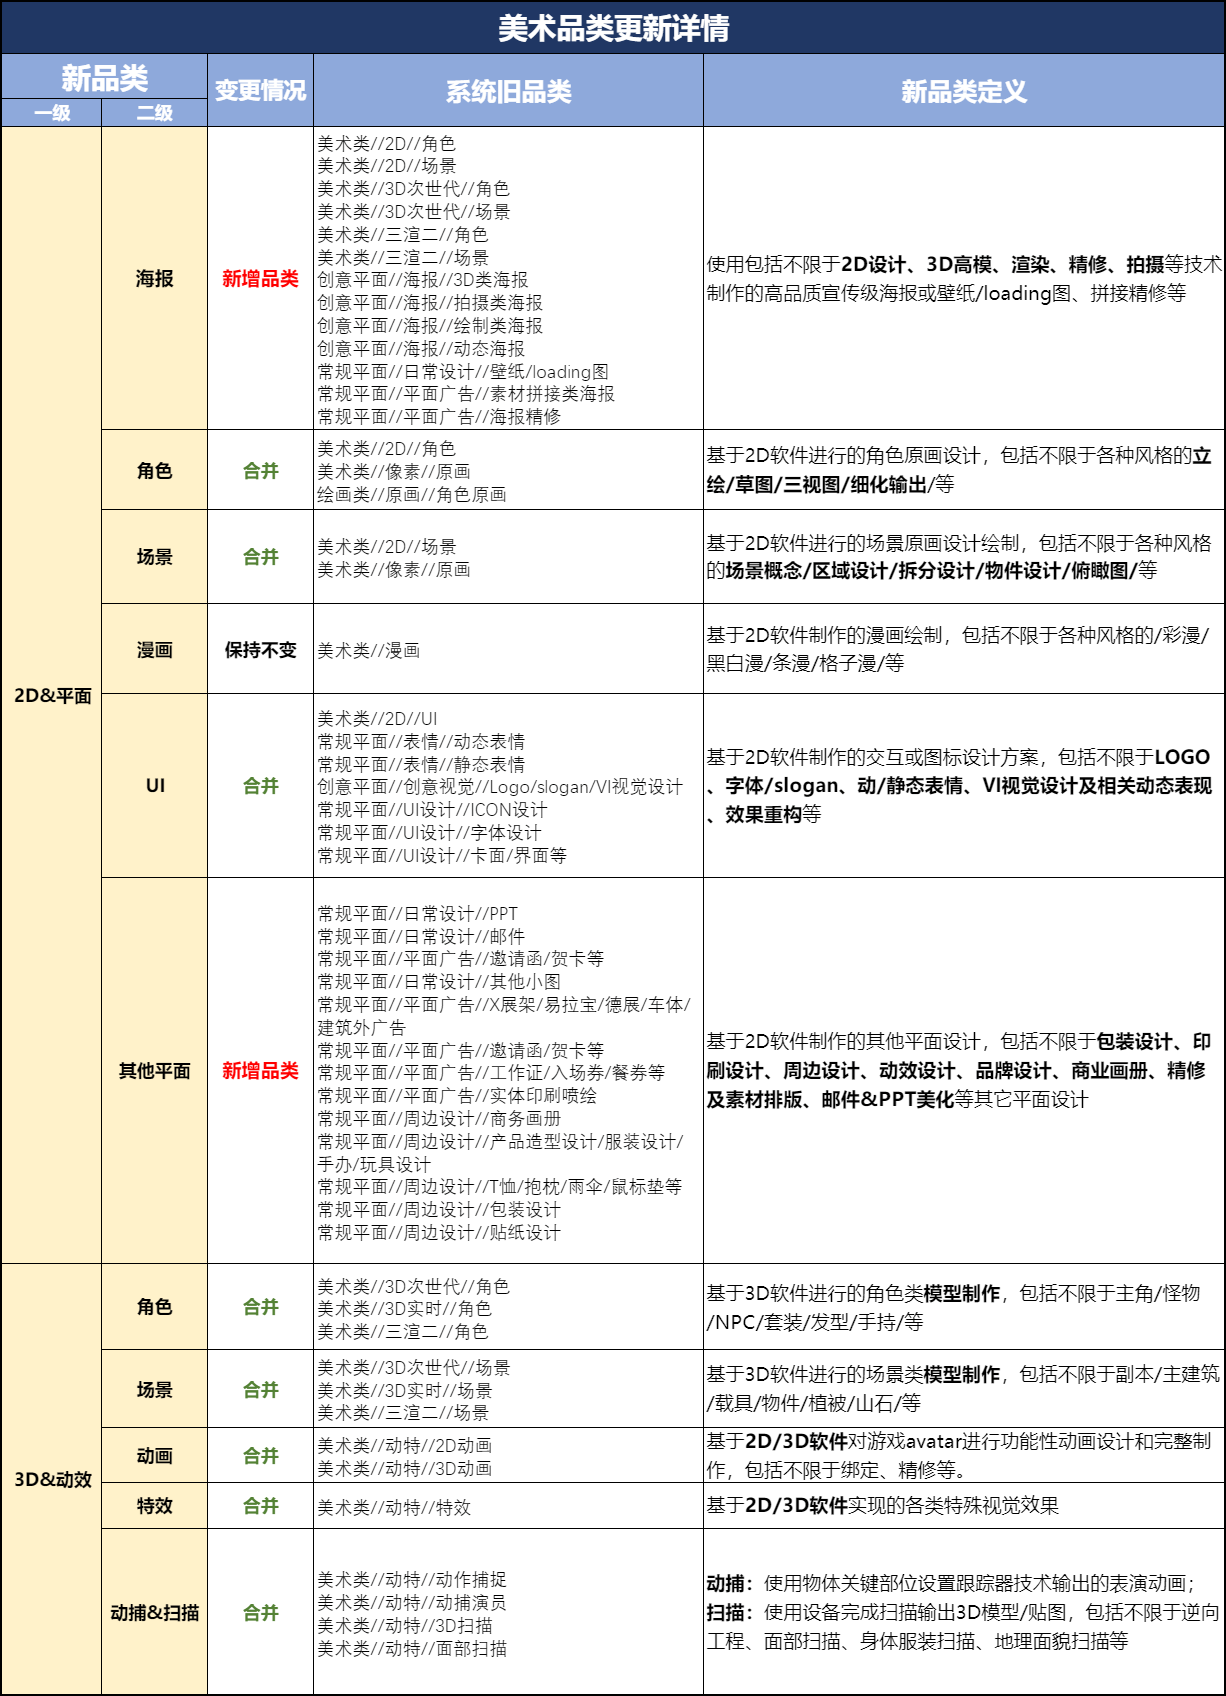 美术品类更新详情
新品类
变更情况
系统旧品类
新品类定义
一级
二级
2D&平面
海报
新增品类
美术类//2D//角色
美术类//2D//场景
美术类//3D次世代//角色
美术类//3D次世代//场景
美术类//三渲二//角色
美术类//三渲二//场景
创意平面//海报//3D类海报
创意平面//海报//拍摄类海报
创意平面//海报//绘制类海报
创意平面//海报//动态海报
常规平面//日常设计//壁纸/loading图
常规平面//平面广告//素材拼接类海报
常规平面//平面广告//海报精修
使用包括不限于2D设计、3D高模、渲染、精修、拍摄等技术
制作的高品质宣传级海报或壁纸/loading图、拼接精修等
角色
合并
美术类//2D//角色
美术类//像素//原画
绘画类//原画//角色原画
基于2D软件进行的角色原画设计，包括不限于各种风格的立
绘/草图/三视图/细化输出/等
场景
合并
美术类//2D//场景
美术类//像素//原画
基于2D软件进行的场景原画设计绘制，包括不限于各种风格
的场景概念/区域设计/拆分设计/物件设计/俯瞰图/等
漫画
保持不变
美术类//漫画
基于2D软件制作的漫画绘制，包括不限于各种风格的/彩漫/
黑白漫/条漫/格子漫/等
UI
合并
美术类//2D//UI
常规平面//表情//动态表情
常规平面//表情//静态表情
创意平面//创意视觉//Logo/slogan/VI视觉设计
常规平面//UI设计//ICON设计
常规平面//UI设计//字体设计
常规平面//UI设计//卡面/界面等
基于2D软件制作的交互或图标设计方案，包括不限于LOGO
、字体/slogan、动/静态表情、VI视觉设计及相关动态表现
、效果重构等
其他平面
新增品类
常规平面//日常设计//PPT
常规平面//日常设计//邮件
常规平面//平面广告//邀请函/贺卡等
常规平面//日常设计//其他小图
常规平面//平面广告//X展架/易拉宝/德展/车体/
建筑外广告
常规平面//平面广告//邀请函/贺卡等
常规平面//平面广告//工作证/入场券/餐券等
常规平面//平面广告//实体印刷喷绘
常规平面//周边设计//商务画册
常规平面//周边设计//产品造型设计/服装设计/
手办/玩具设计
常规平面//周边设计//T恤/抱枕/雨伞/鼠标垫等
常规平面//周边设计//包装设计
常规平面//周边设计//贴纸设计
基于2D软件制作的其他平面设计，包括不限于包装设计、印
刷设计、周边设计、动效设计、品牌设计、商业画册、精修
及素材排版、邮件&PPT美化等其它平面设计
3D&动效
角色
合并
美术类//3D次世代//角色
美术类//3D实时//角色
美术类//三渲二//角色
基于3D软件进行的角色类模型制作，包括不限于主角/怪物
/NPC/套装/发型/手持/等
场景
合并
美术类//3D次世代//场景
美术类//3D实时//场景
美术类//三渲二//场景
基于3D软件进行的场景类模型制作，包括不限于副本/主建筑
/载具/物件/植被/山石/等
动画
合并
美术类//动特//2D动画
美术类//动特//3D动画
基于2D/3D软件对游戏avatar进行功能性动画设计和完整制
作，包括不限于绑定、精修等。
特效
合并
美术类//动特//特效
基于2D/3D软件实现的各类特殊视觉效果
动捕&扫描
合并
美术类//动特//动作捕捉
美术类//动特//动捕演员
美术类//动特//3D扫描
美术类//动特//面部扫描
动捕：使用物体关键部位设置跟踪器技术输出的表演动画；
扫描：使用设备完成扫描输出3D模型/贴图，包括不限于逆向
工程、面部扫描、身体服装扫描、地理面貌扫描等